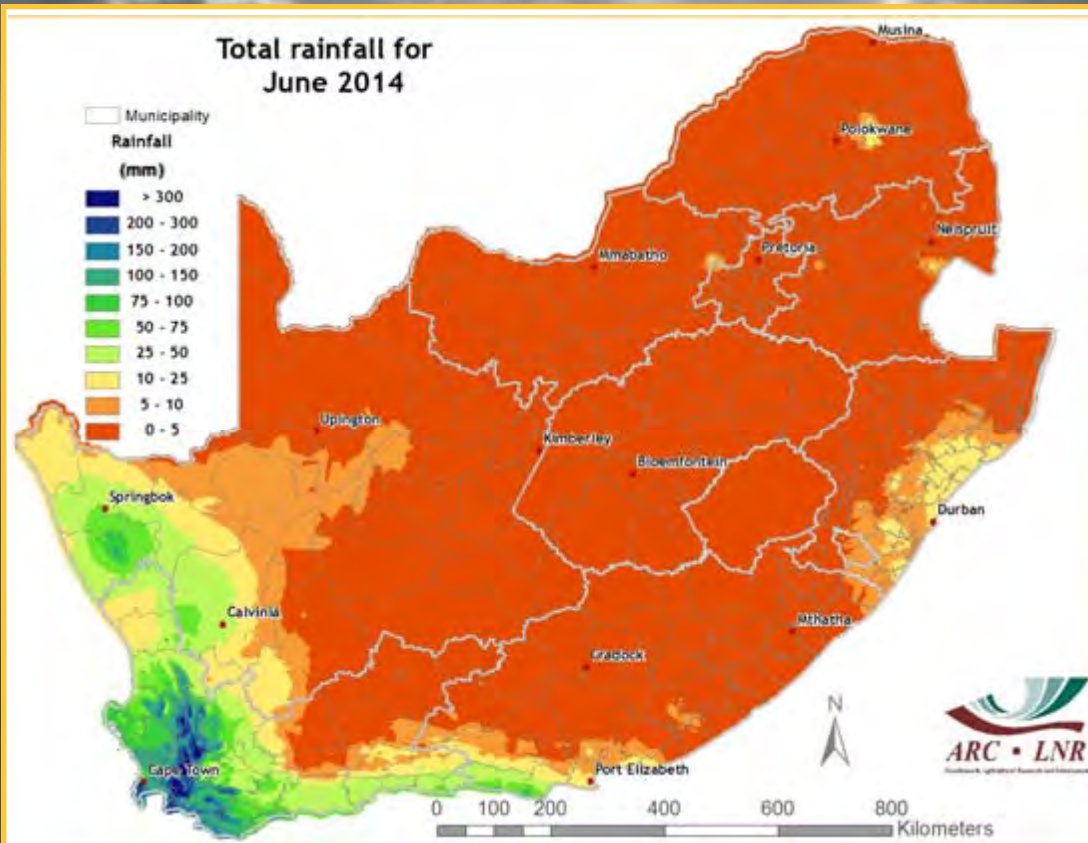 Total rainfall for
June 2014
Municipality
Rainfall
(mm)
> 300
200 - 300
150 - 200
100 - 150
75 - 100
50 - 75
25 - 50
10 - 25
5 - 10
0 - 5
Musina
Polokwane
Nelspruit
Pretoria
Mmabatho
Upington
Kimberley
Bloemfontein
Springbok
Durban
Calvinia
Mthatha
Cradock
Cape Town
Port Elizabeth
N
ARC • LNR
0 100 200 400 600 800
Kilometers